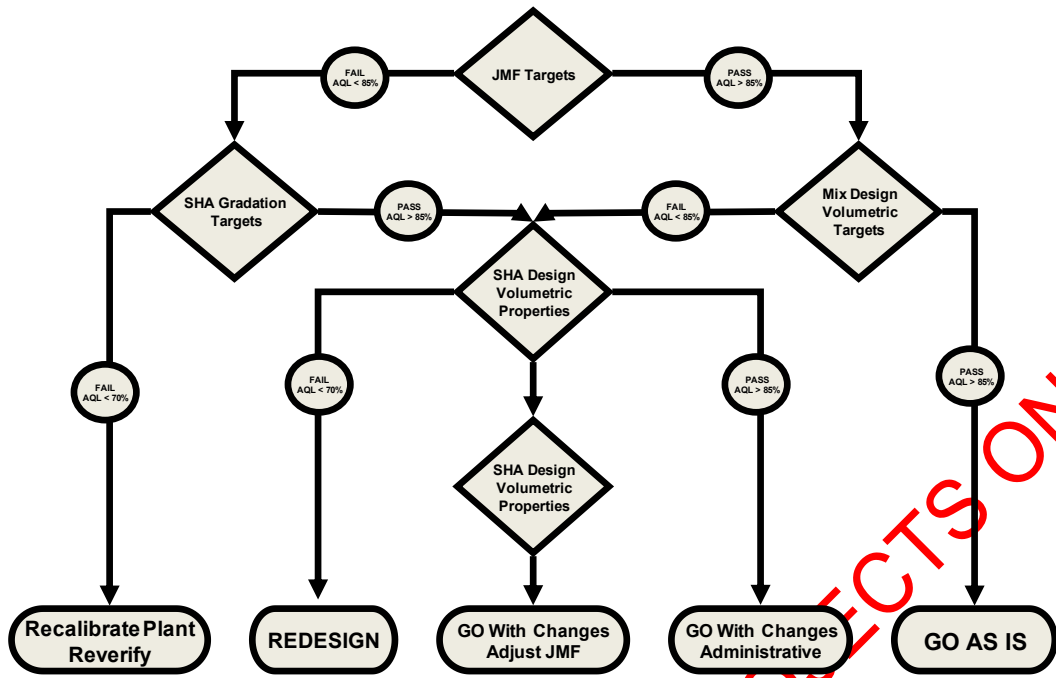 JMF Targets
FAIL
AQL < 85%
PASS
AQL > 85%
SHA Gradation
Targets
PASS
AQL > 85%
FAIL
AQL < 85%
Mix Design
Volumetric
Targets
SHA Design
Volumetric
Properties
FAIL
AQL < 70%
FAIL
AQL < 70%
PASS
AQL > 85%
PASS
AQL > 85%
SHA Design
Volumetric
Properties
Recalibrate Plant
Reverify
REDESIGN
GO With Changes
Adjust JMF
GO With Changes
Administrative
GO AS IS
ECTS ON